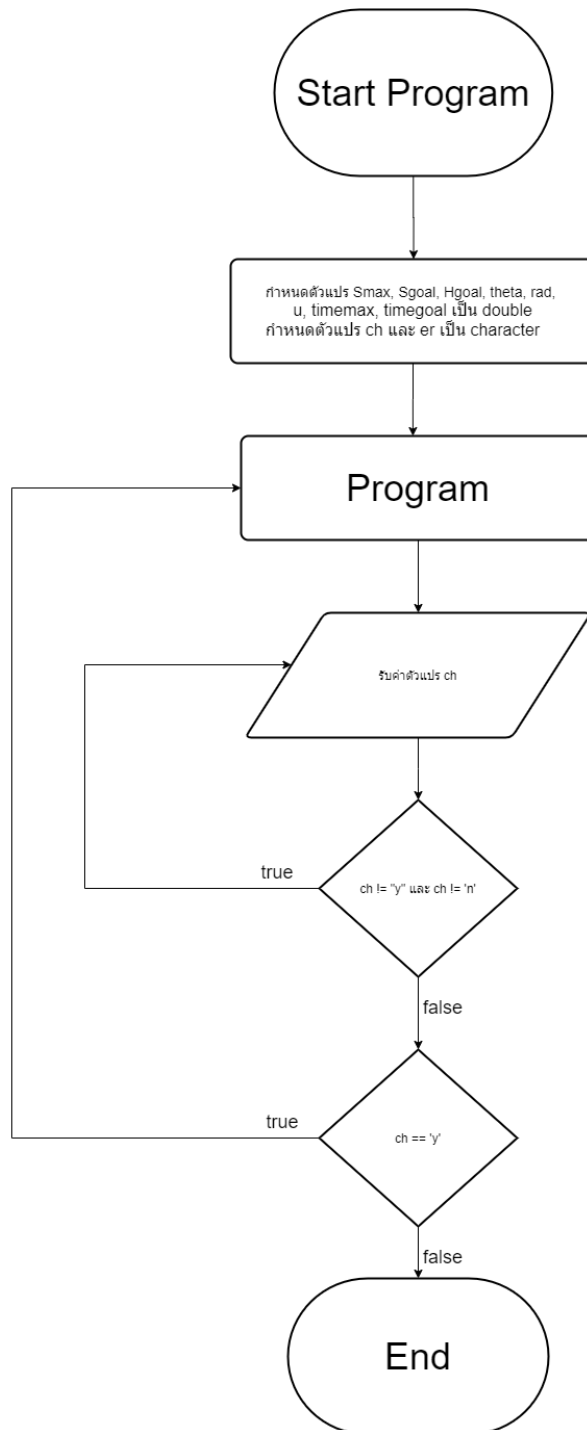 Start Program
กำหนดตัวแปร Smax, Sgoal, Hgoal, theta, rad,
u, timemax, timegoal เป็น double
กำหนดตัวแปร ch และ er เป็น character
Program
รับค่าตัวแปร ch
ch != "y" และ ch != 'n'
true
false
ch == 'y'
true
false
End